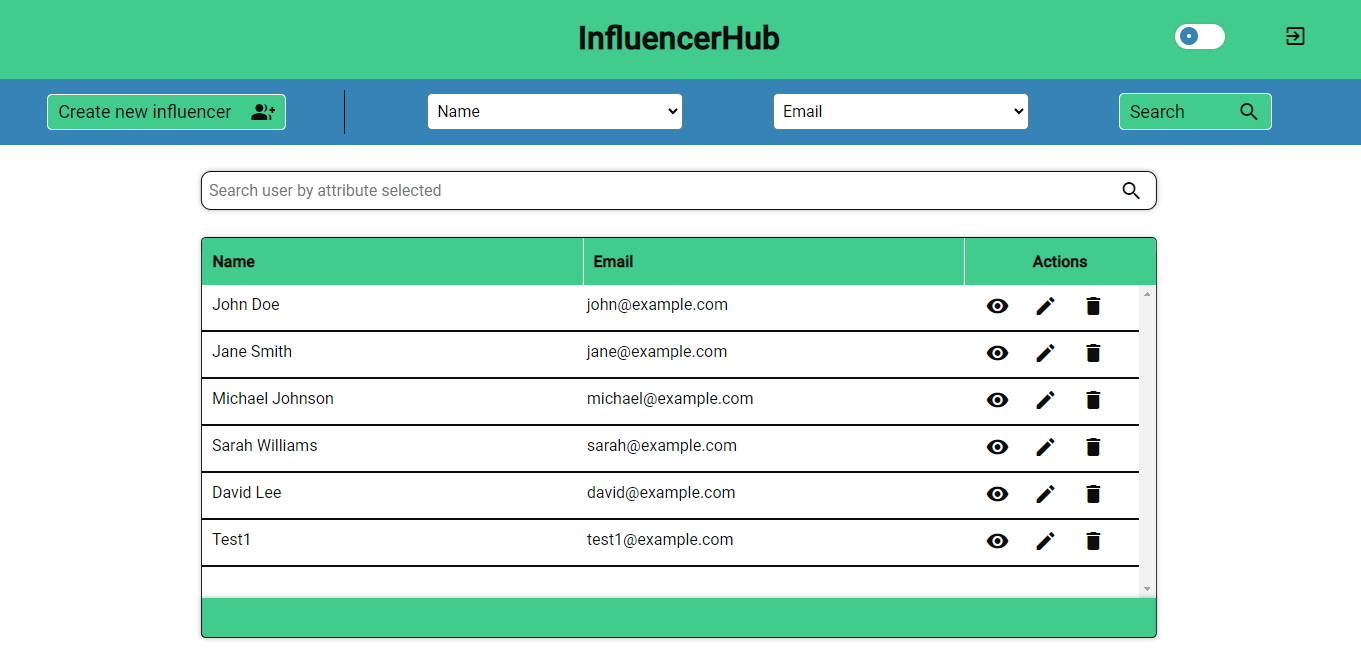 InfluencerHub
Create new influencer Name Email Search
Search user by attribute selected
Name Email Actions
John Doe john@example.com
Jane Smith jane@example.com
Michael Johnson michael@example.com
Sarah Williams sarah@example.com
David Lee david@example.com
Test1 test1@example.com